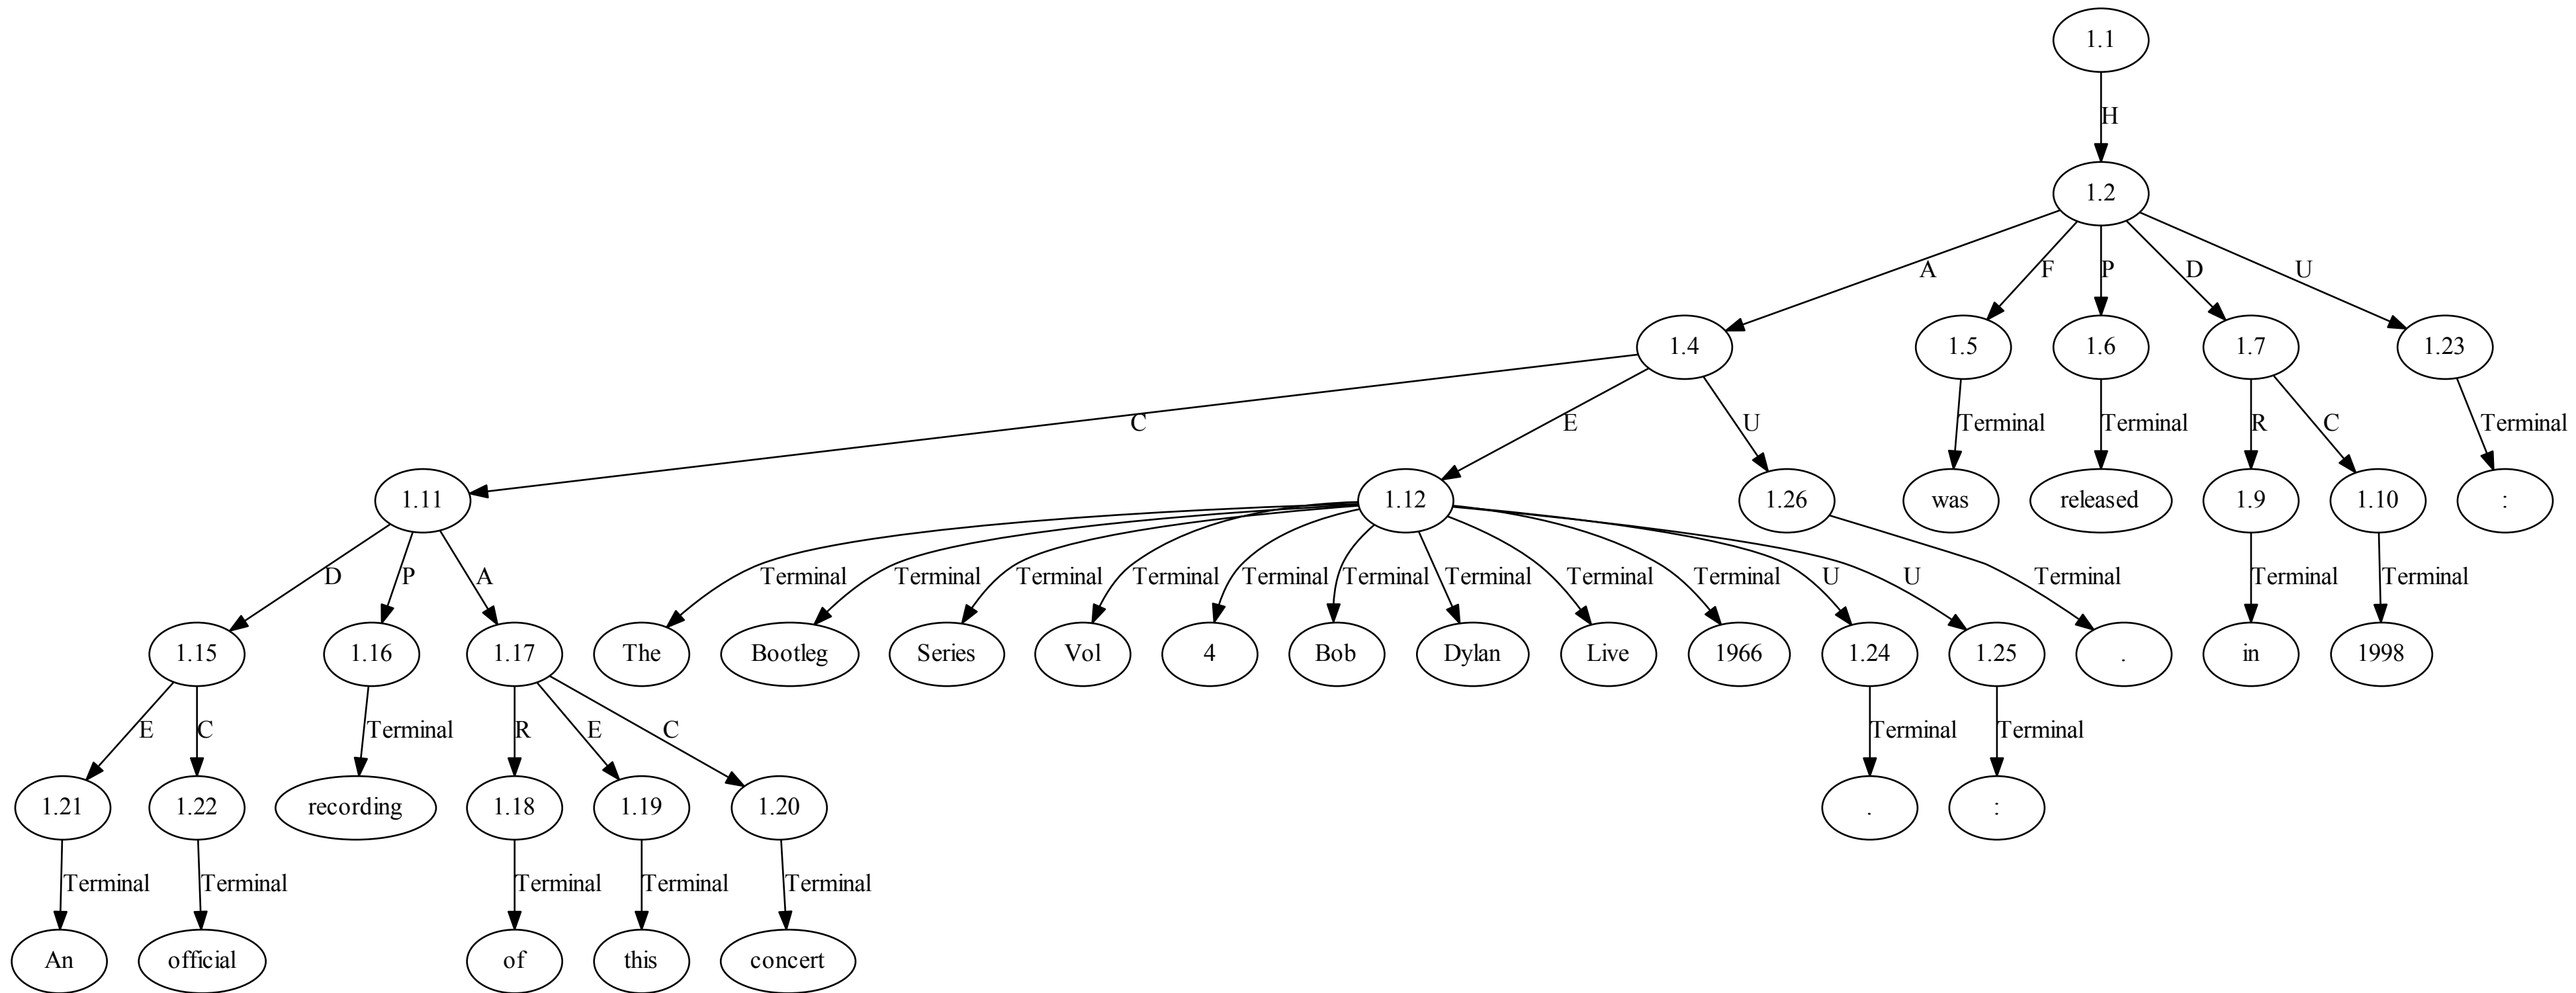 1.1
H
1.2
A F P D U
1.4 1.5 1.6 1.7 1.23
C E U Terminal Terminal R C Terminal
1.11 1.12 1.26 was released 1.9 1.10 :
D P A Terminal Terminal Terminal Terminal Terminal Terminal Terminal Terminal Terminal U U Terminal Terminal Terminal
1.15 1.16 1.17 The Bootleg Series Vol 4 Bob Dylan Live 1966 1.24 1.25 . in 1998
E C Terminal R E C Terminal Terminal
1.21 1.22 recording 1.18 1.19 1.20 . :
Terminal Terminal Terminal Terminal Terminal
An official of this concert